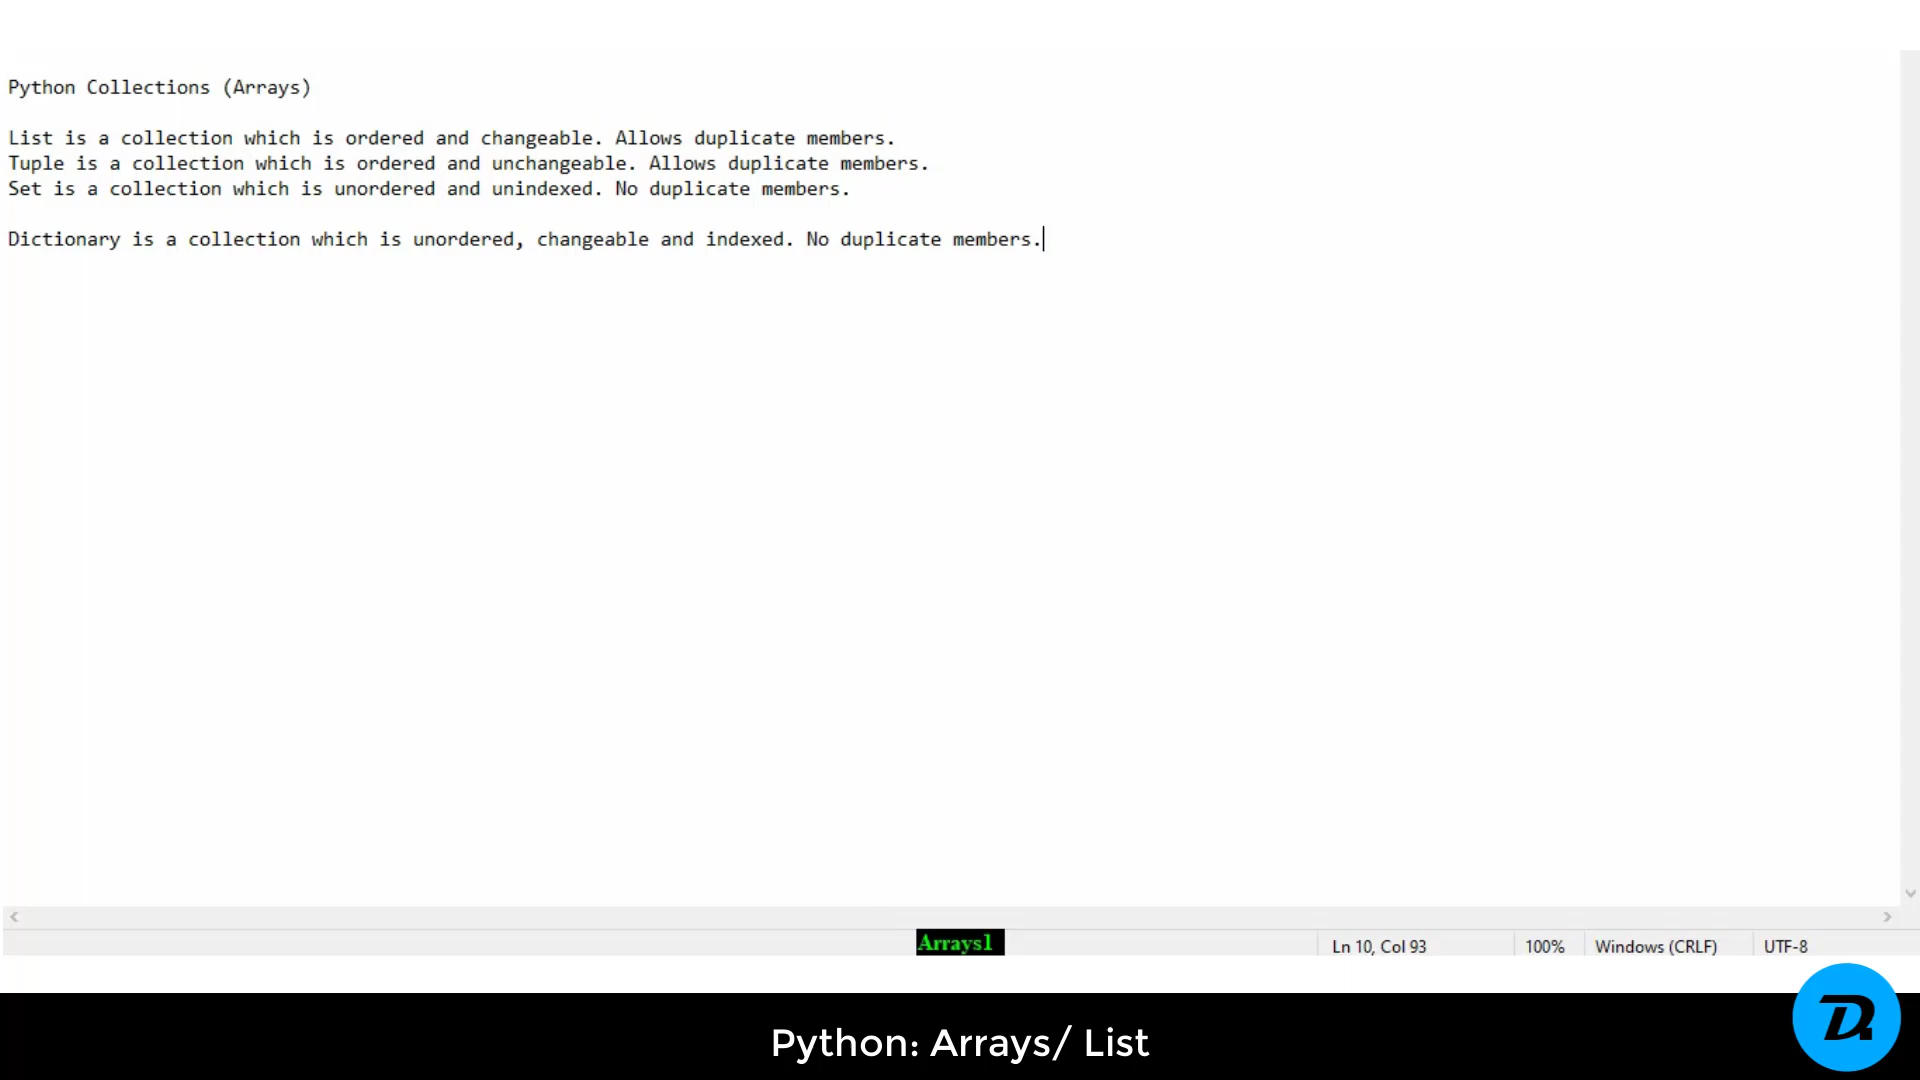 Python Collections (Arrays)
List is a collection which is ordered and changeable. Allows duplicate members.
Tuple is a collection which is ordered and unchangeable. Allows duplicate members.
Set is a collection which is unordered and unindexed. No duplicate members.
Dictionary is a collection which is unordered, changeable and indexed. No duplicate members.
Arrays1
Ln 10, Col 93
100%
Windows (CRLF)
UTF-8
Python: Arrays/ List